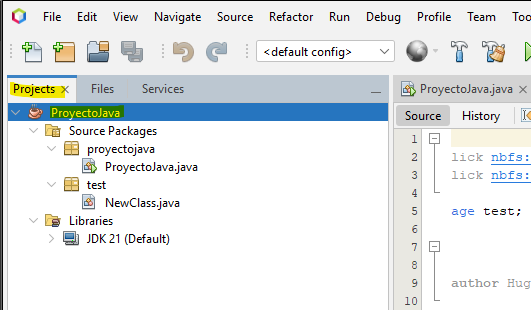 File Edit View Navigate Source Refactor Run Debug Profile Team Too
<default config>
Projects Files Services
ProyectoJava
Source Packages
proyectojava
ProyectoJava.java
test
NewClass.java
Libraries
JDK 21 (Default)
ProyectoJava.java
Source History
1
2 lick nbfs:
3 lick nbfs:
4
5 age test;
6
7
8
9 author Hug
10